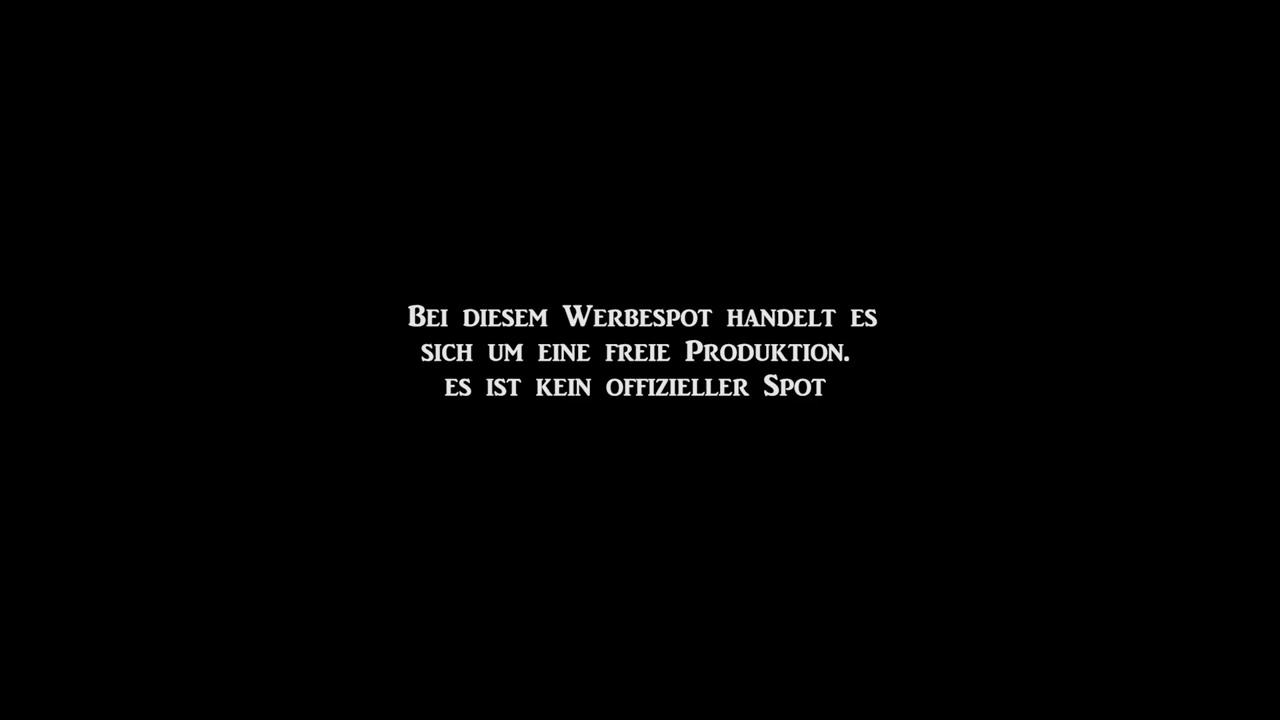 Bei diesem Werbespot handelt es
sich um eine freie Produktion.
es ist kein offizieller Spot